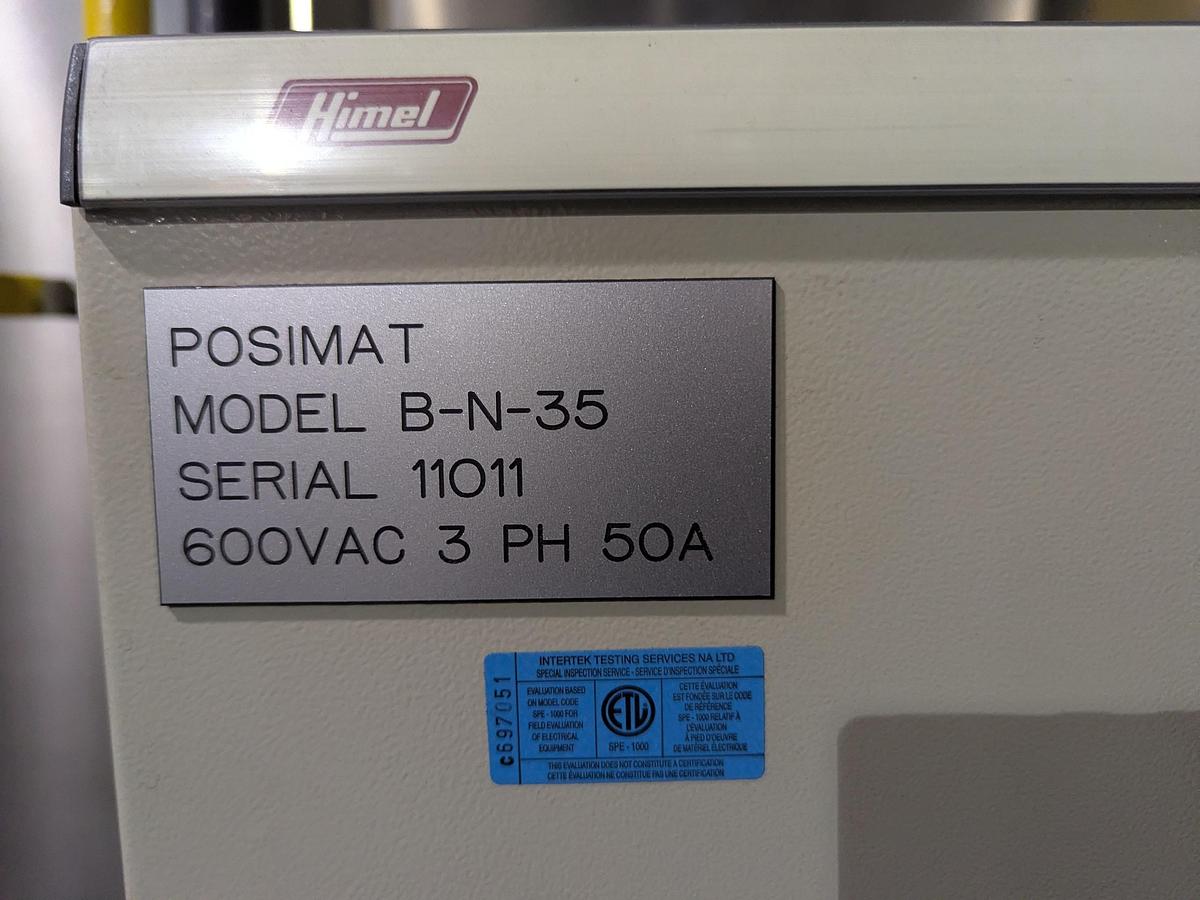 Himel
POSIMAT
MODEL B-N-35
SERIAL 11011
600VAC 3 PH 50A
INTERTEK TESTING SERVICES NA LTD
SPECIAL INSPECTION SERVICE - SERVICE D'INSPECTION SPÉCIALE
c697051
EVALUATION BASED
ON MODEL CODE
SPE - 1000 FOR
FIELD EVALUATION
OF ELECTRICAL
EQUIPMENT
ETL
SPE - 1000
CETTE ÉVALUATION
EST FONDÉE SUR LE CODE
DE RÉFÉRENCE
SPE - 1000 RELATIF À
L'ÉVALUATION
À PIED D'OEUVRE
DE MATÉRIEL ÉLECTRIQUE
THIS EVALUATION DOES NOT CONSTITUTE A CERTIFICATION
CETTE ÉVALUATION NE CONSTITUE PAS UNE CERTIFICATION